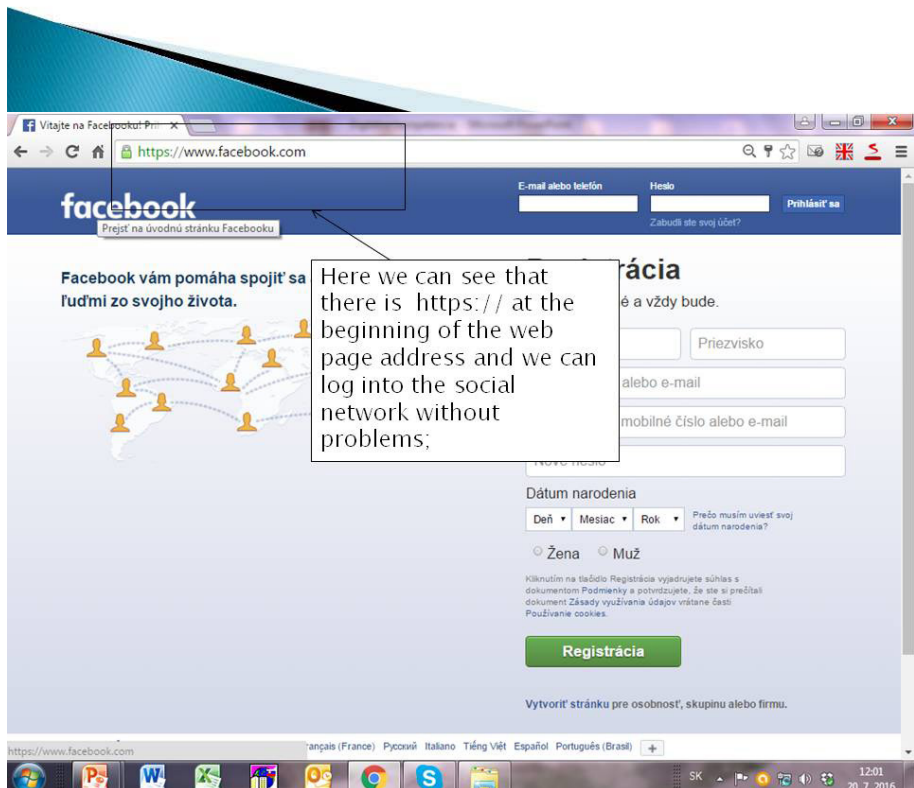 Vitajte na Facebooku! Pri
https://www.facebook.com
facebook
E-mail alebo telefón
Heslo
Prihlásiť sa
Zabudli ste svoj účet?
Prejsť na úvodnú stránku Facebooku
Facebook vám pomáha spojiť sa
ľuďmi zo svojho života.
Here we can see that
there is https:// at the
beginning of the web
page address and we can
log into the social
network without
problems;
ácia
é a vždy bude.
Priezvisko
alebo e-mail
mobilné číslo alebo e-mail
Nové heslo
Dátum narodenia
Deň Mesiac Rok
Prečo musím uviesť svoj
dátum narodenia?
Žena Muž
Kliknutím na tlačidlo Registrácia vyjadrujete súhlas s
dokumentom Podmienky a potvrdzujete, že ste si prečítali
dokument Zásady využívania údajov vrátane časti
Používanie cookies.
Registrácia
Vytvoriť stránku pre osobnosť, skupinu alebo firmu.
https://www.facebook.com
rançais (France) Русский Italiano Tiếng Việt Español Português (Brasil)
SK
12:01
20. 7. 2016